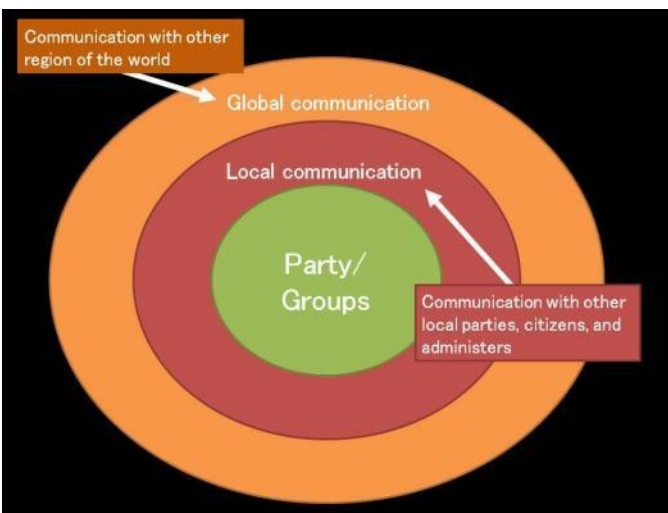 Communication with other
region of the world
Global communication
Local communication
Party/
Groups
Communication with other
local parties, citizens, and
administers